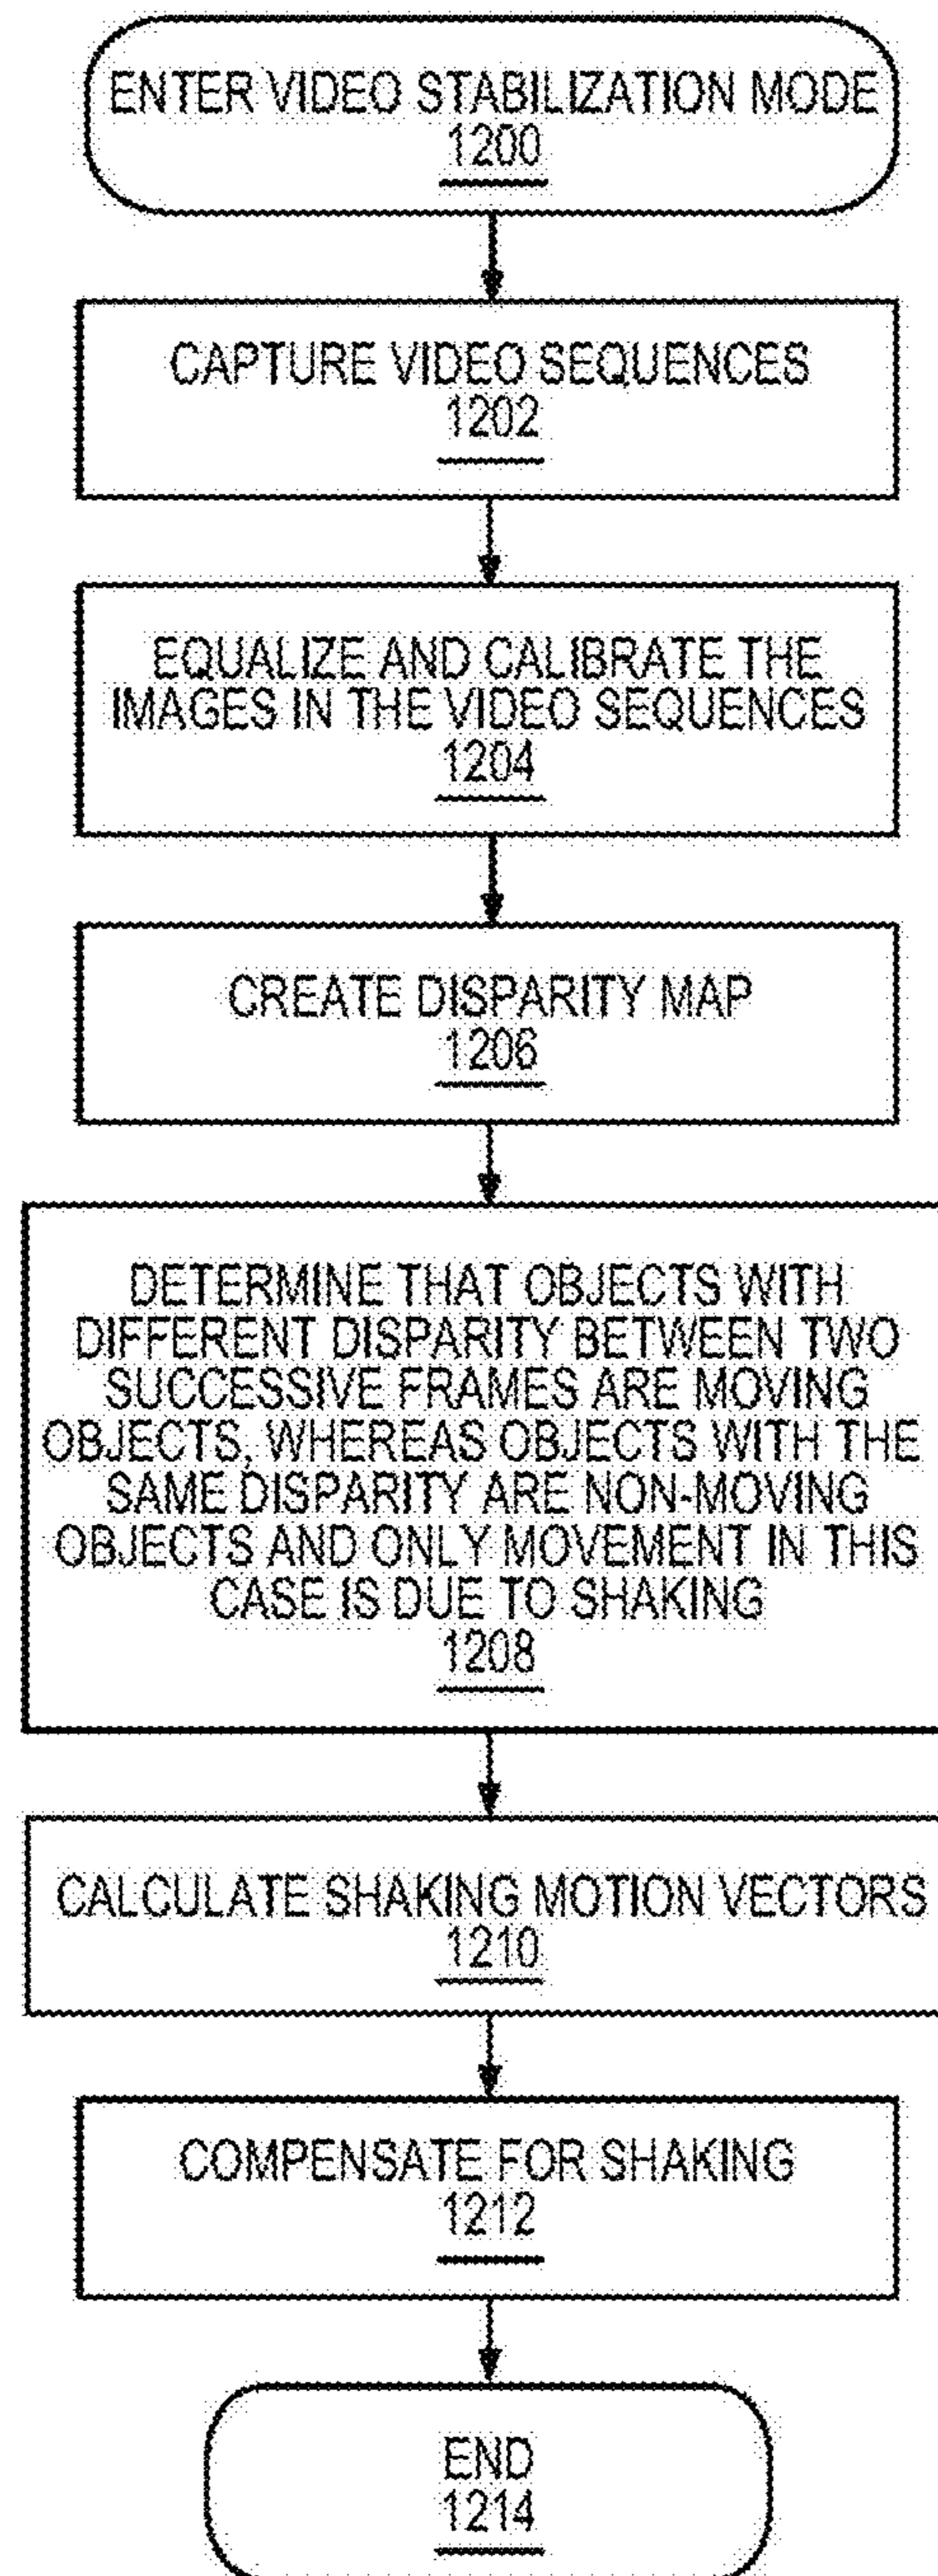 ENTER VIDEO STABILIZATION MODE
1200
CAPTURE VIDEO SEQUENCES
1202
EQUALIZE AND CALIBRATE THE
IMAGES IN THE VIDEO SEQUENCES
1204
CREATE DISPARITY MAP
1206
DETERMINE THAT OBJECTS WITH
DIFFERENT DISPARITY BETWEEN TWO
SUCCESSIVE FRAMES ARE MOVING
OBJECTS, WHEREAS OBJECTS WITH THE
SAME DISPARITY ARE NON-MOVING
OBJECTS AND ONLY MOVEMENT IN THIS
CASE IS DUE TO SHAKING
1208
CALCULATE SHAKING MOTION VECTORS
1210
COMPENSATE FOR SHAKING
1212
END
1214